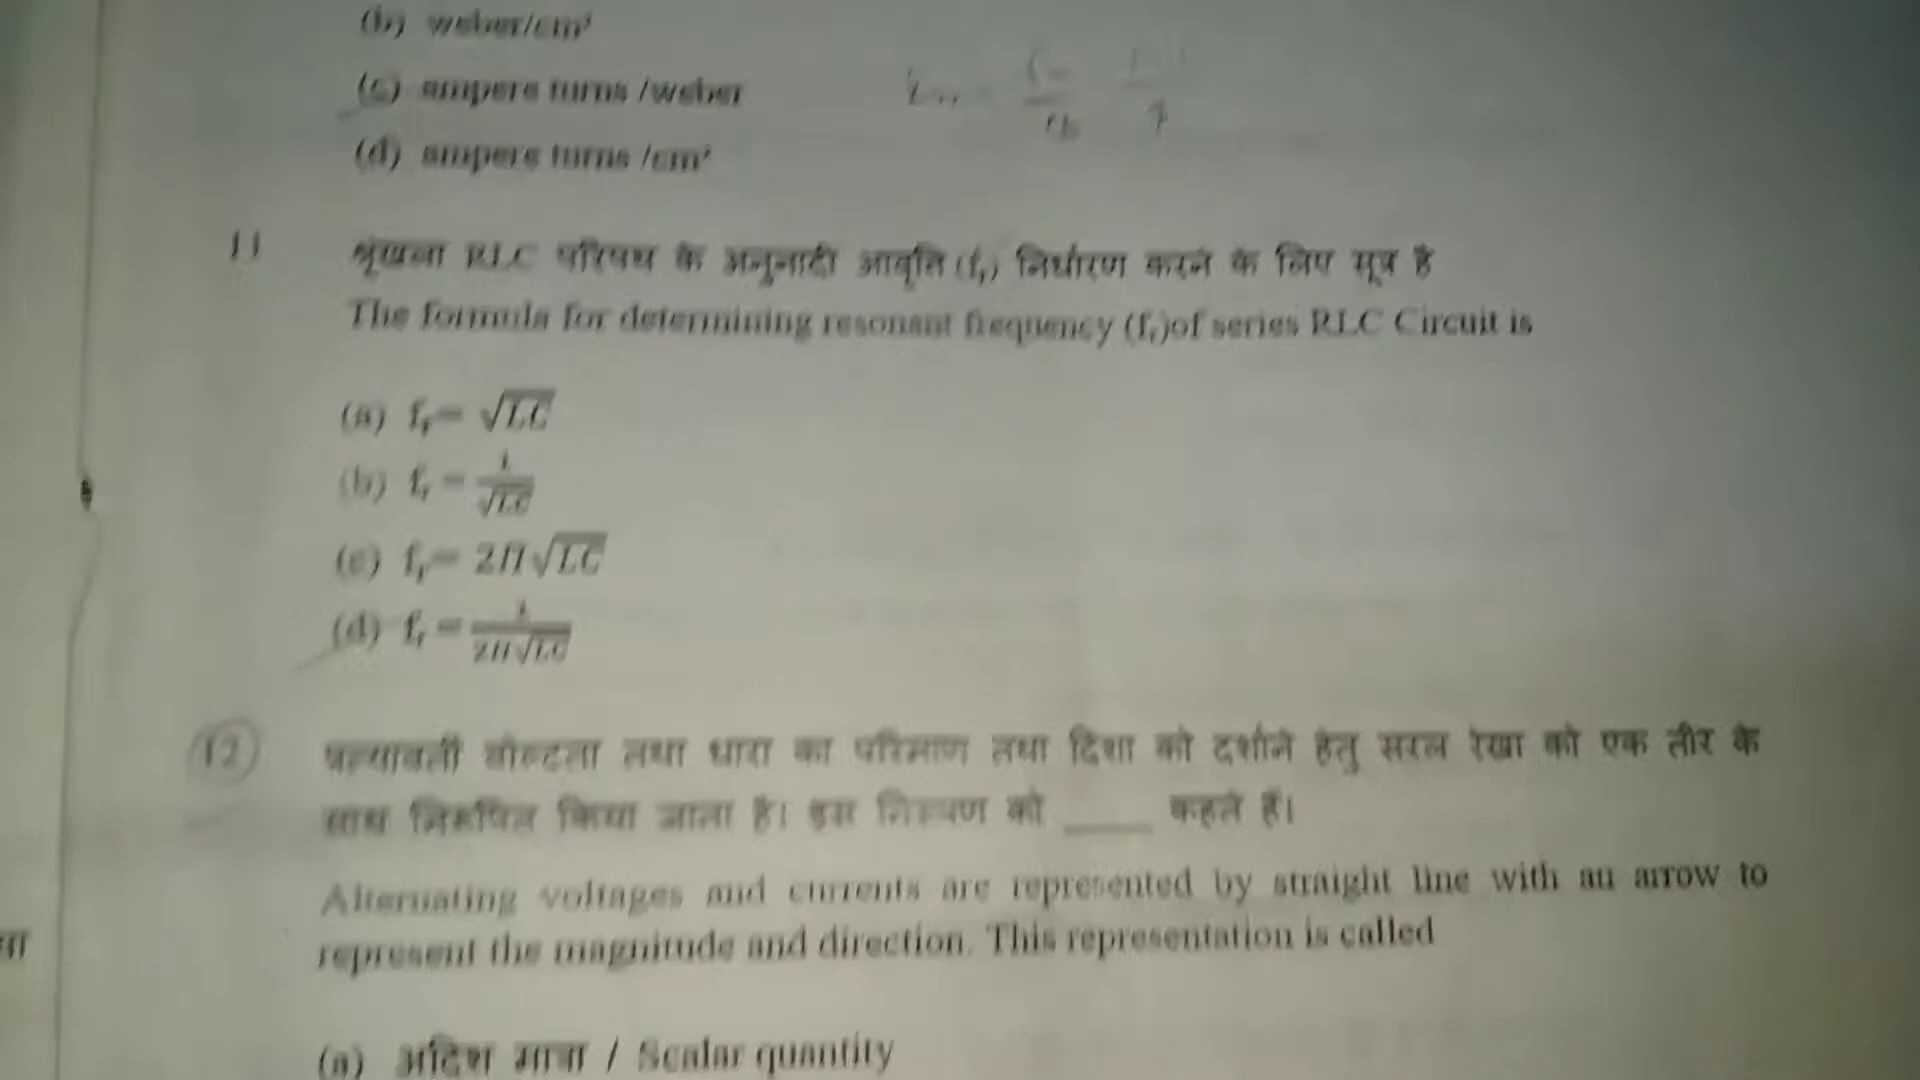 (b) weber/cm²
(c) ampere turns /weber
(d) ampere turns /cm²
11 श्रृंखला RLC परिपथ के अनुनादी आवृत्ति (fᵣ) निर्धारण करने के लिए सूत्र है
The formula for determining resonant frequency (fᵣ)of series RLC Circuit is
(a) fᵣ= √LC
(b) fᵣ = 1/√LC
(c) fᵣ= 2Π√LC
(d) fᵣ = 1/2Π√LC
12 वोल्टता तथा धारा का परिमाण तथा दिशा को दर्शाने हेतु सरल रेखा को एक तीर के
साथ निरूपित किया जाता है। इस निरूपण को ____ कहते हैं।
Alternating voltages and currents are represented by straight line with an arrow to
represent the magnitude and direction. This representation is called
(a) अदिश मात्रा / Scalar quantity